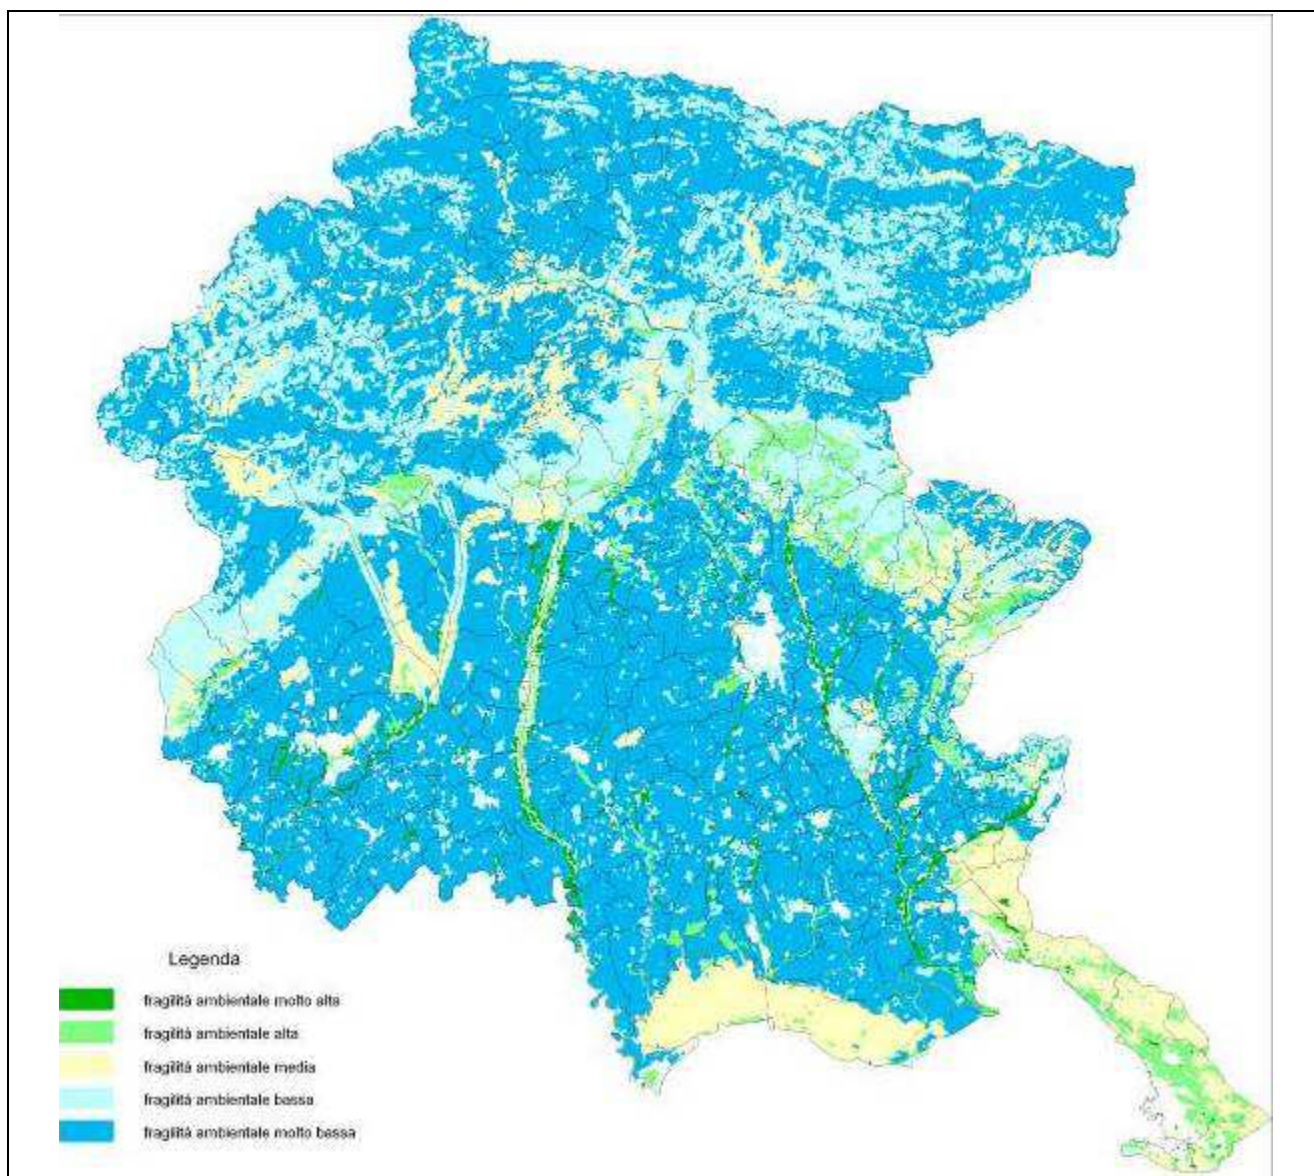 Legenda
fragilità ambientale molto alta
fragilità ambientale alta
fragilità ambientale media
fragilità ambientale bassa
fragilità ambientale molto bassa